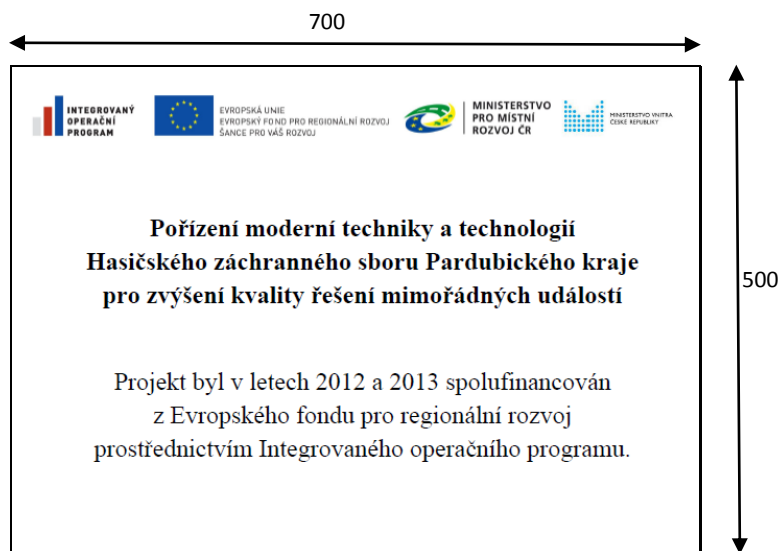 700
INTEGROVANÝ
OPERAČNÍ
PROGRAM
EVROPSKÁ UNIE
EVROPSKÝ FOND PRO REGIONÁLNÍ ROZVOJ
ŠANCE PRO VÁŠ ROZVOJ
MINISTERSTVO
PRO MÍSTNÍ
ROZVOJ ČR
MINISTERSTVO VNITRA
ČESKÉ REPUBLIKY
Pořízení moderní techniky a technologií
Hasičského záchranného sboru Pardubického kraje
pro zvýšení kvality řešení mimořádných událostí
500
Projekt byl v letech 2012 a 2013 spolufinancován
z Evropského fondu pro regionální rozvoj
prostřednictvím Integrovaného operačního programu.